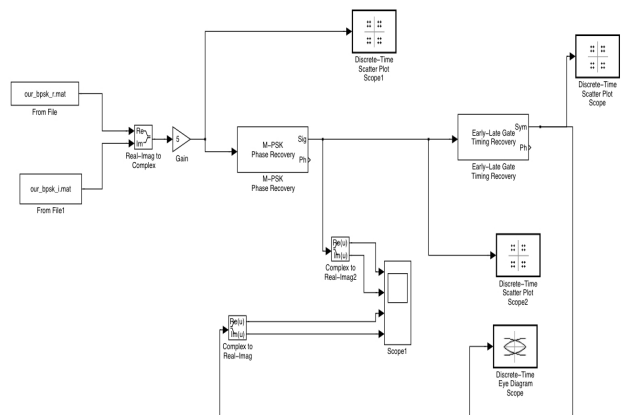 Discrete-Time
Scatter Plot
Scope1
Discrete-Time
Scatter Plot
Scope
our_bpsk_r.mat
From File
Re
Im
Real-Imag to
Complex
5
Gain
M-PSK
Phase Recovery
Sig
Ph
M-PSK
Phase Recovery
Early-Late Gate
Timing Recovery
Sym
Ph
Early-Late Gate
Timing Recovery
our_bpsk_i.mat
From File1
Re(u)
Im(u)
Complex to
Real-Imag2
Discrete-Time
Scatter Plot
Scope2
Re(u)
Im(u)
Complex to
Real-Imag
Scope1
Discrete-Time
Eye Diagram
Scope